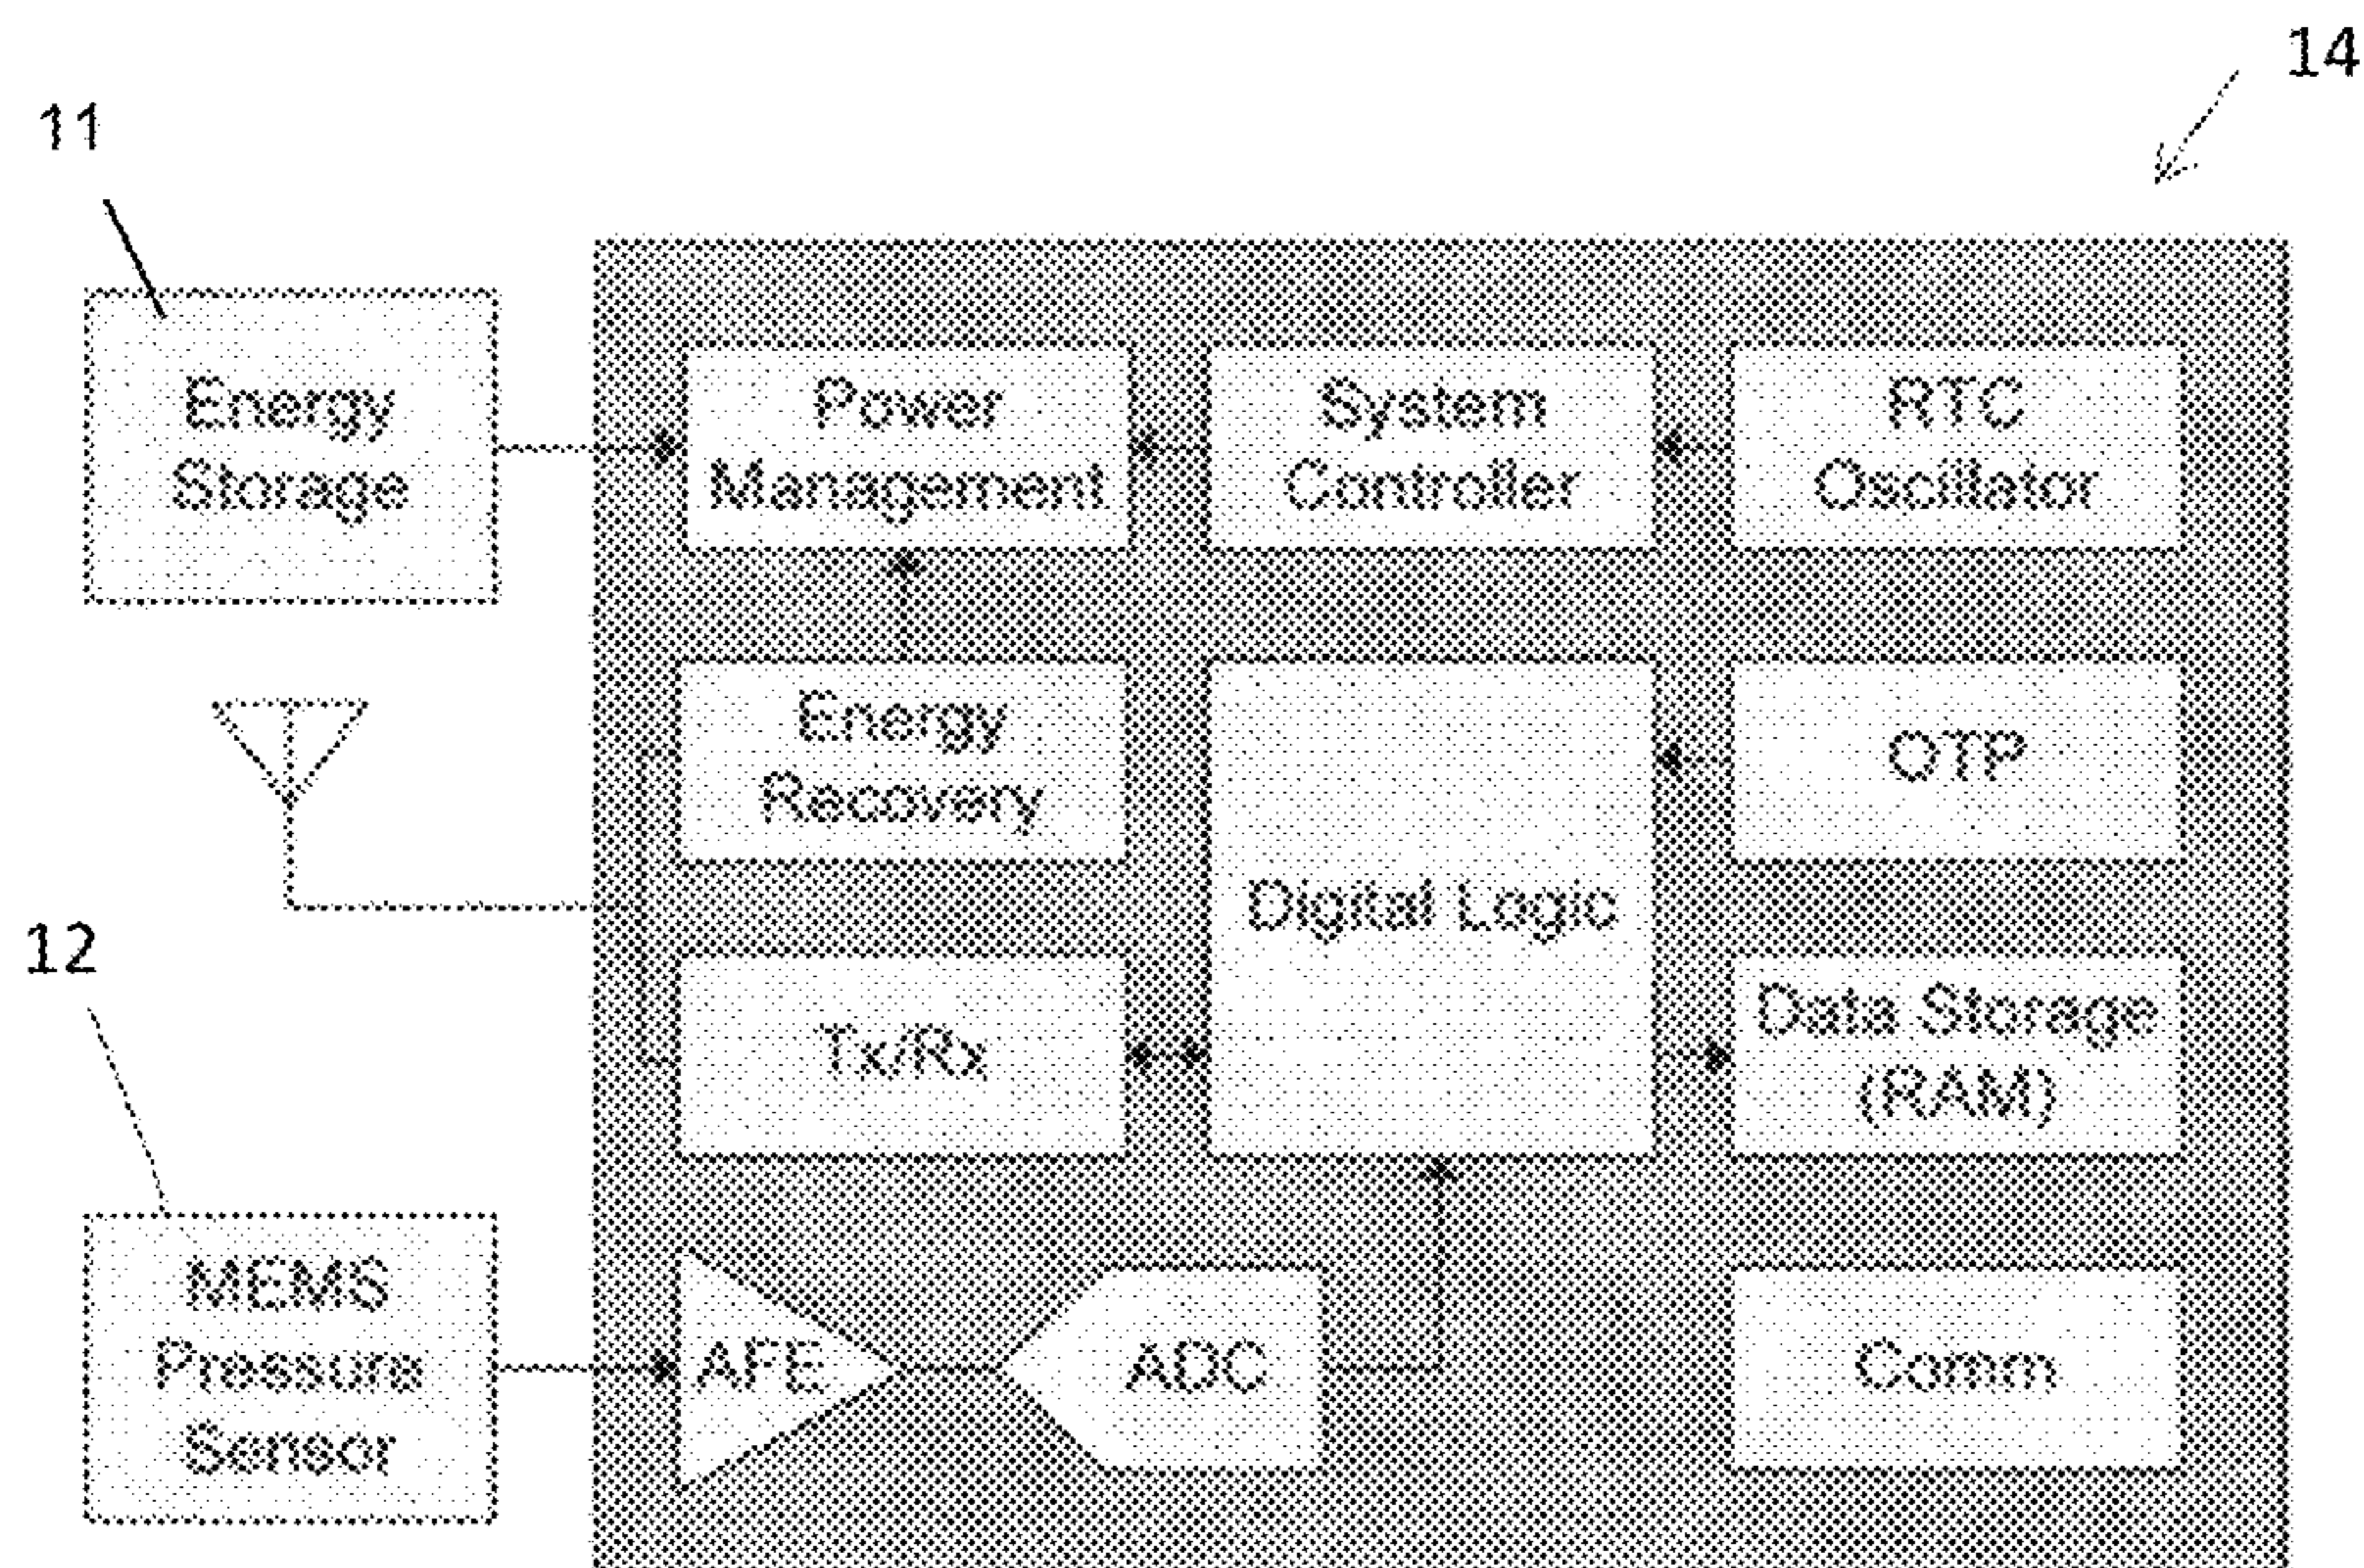 14
11
Energy
Storage
Power
Management
System
Controller
RTC
Oscillator
Energy
Recovery
Digital Logic
OTP
12
Tx/Rx
Data Storage
(RAM)
MEMS
Pressure
Sensor
AFE
ADC
Comm